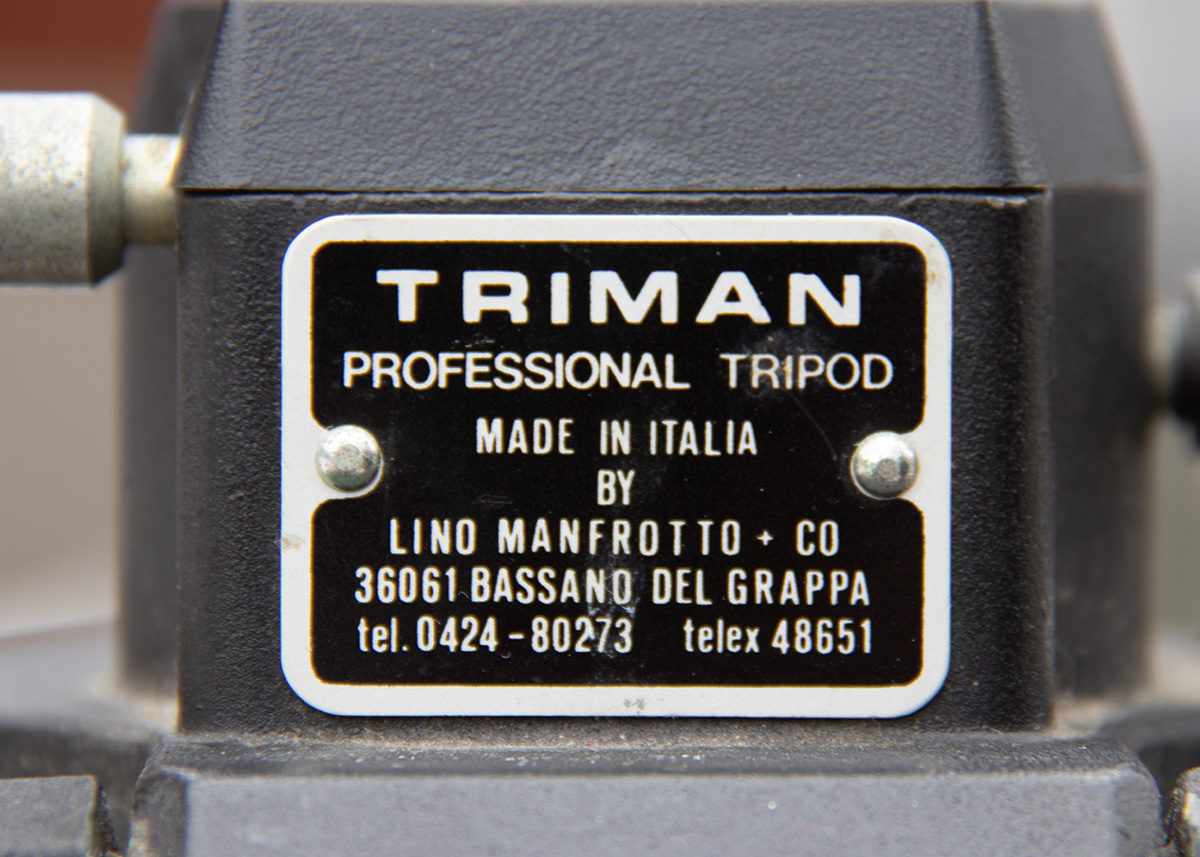 TRIMAN
PROFESSIONAL TRIPOD
MADE IN ITALIA
BY
LINO MANFROTTO + CO
36061 BASSANO DEL GRAPPA
tel. 0424-80273 telex 48651